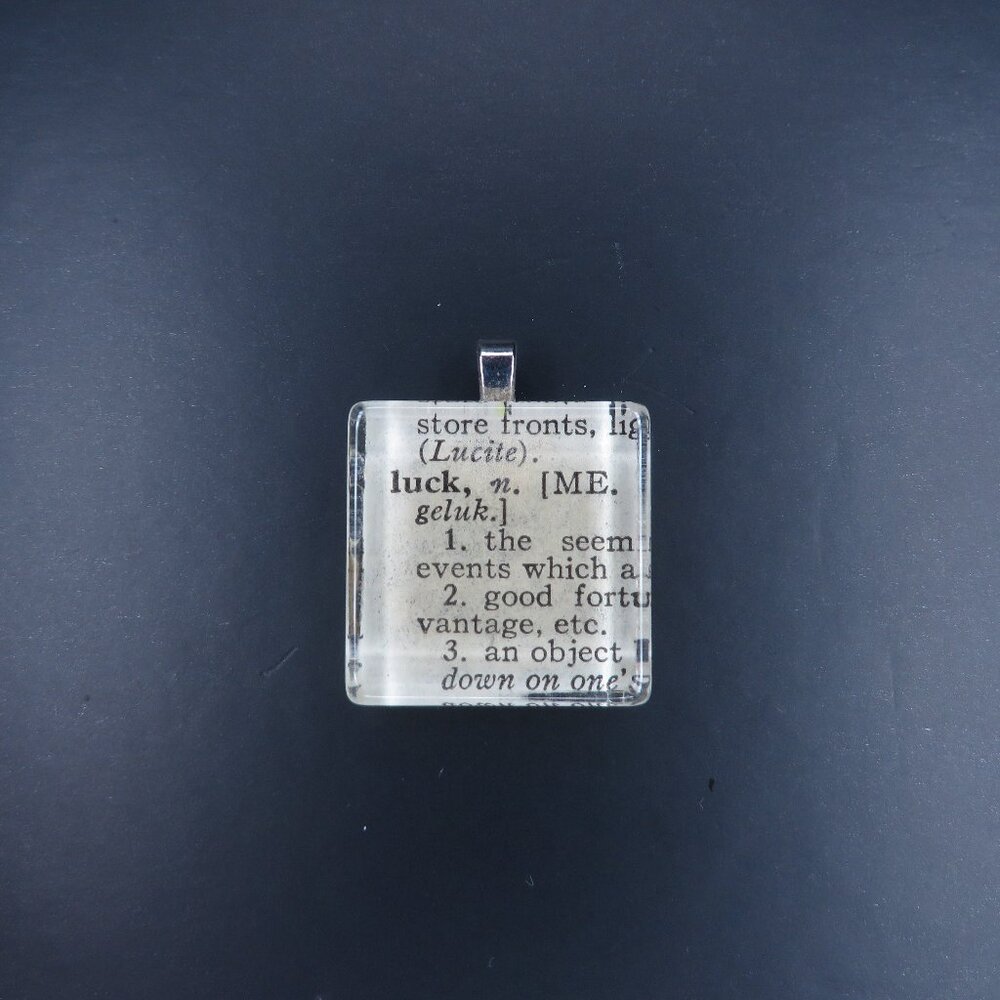 store fronts, lig
(Lucite).
luck, n. [ME.
geluk.]
1. the seem
events which a
2. good fortu
vantage, etc.
3. an object
down on one's